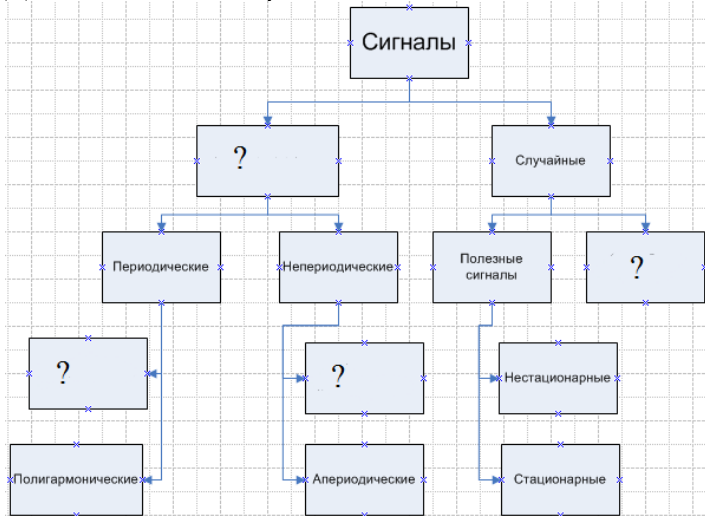 Сигналы
?
Случайные
Периодические
Непериодические
Полезные
сигналы
?
?
?
Нестационарные
Полигармонические
Апериодические
Стационарные